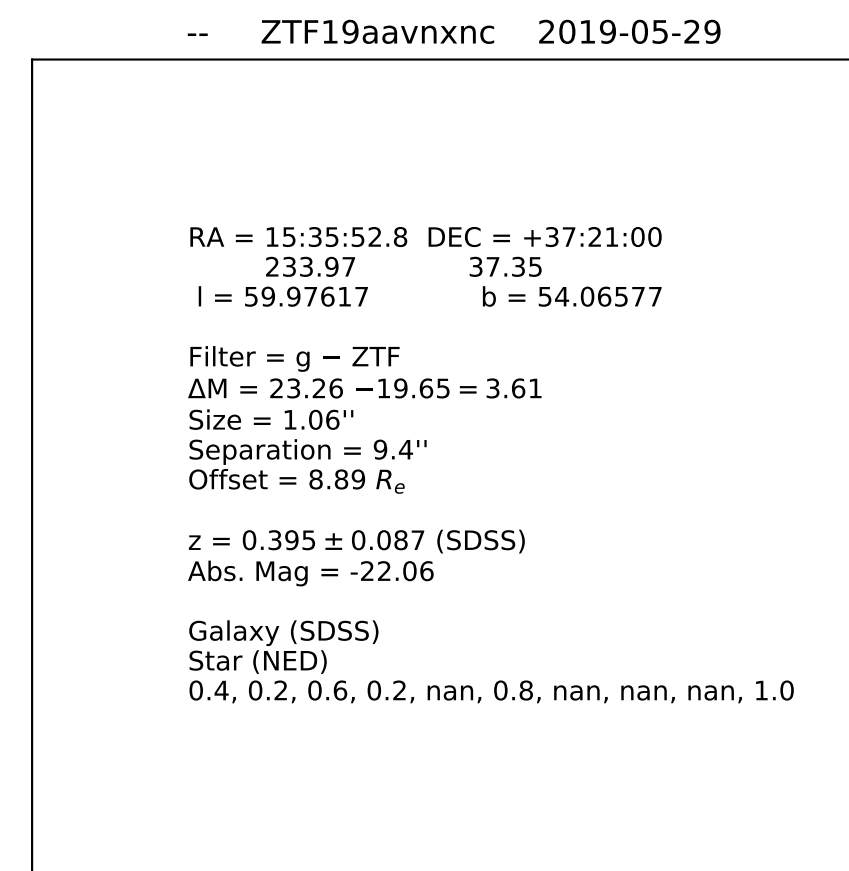 -- ZTF19aavnxnc 2019-05-29
RA = 15:35:52.8 DEC = +37:21:00
233.97 37.35
l = 59.97617 b = 54.06577
Filter = g − ZTF
ΔM = 23.26 −19.65 = 3.61
Size = 1.06''
Separation = 9.4''
Offset = 8.89 Re
z = 0.395 ± 0.087 (SDSS)
Abs. Mag = -22.06
Galaxy (SDSS)
Star (NED)
0.4, 0.2, 0.6, 0.2, nan, 0.8, nan, nan, nan, 1.0